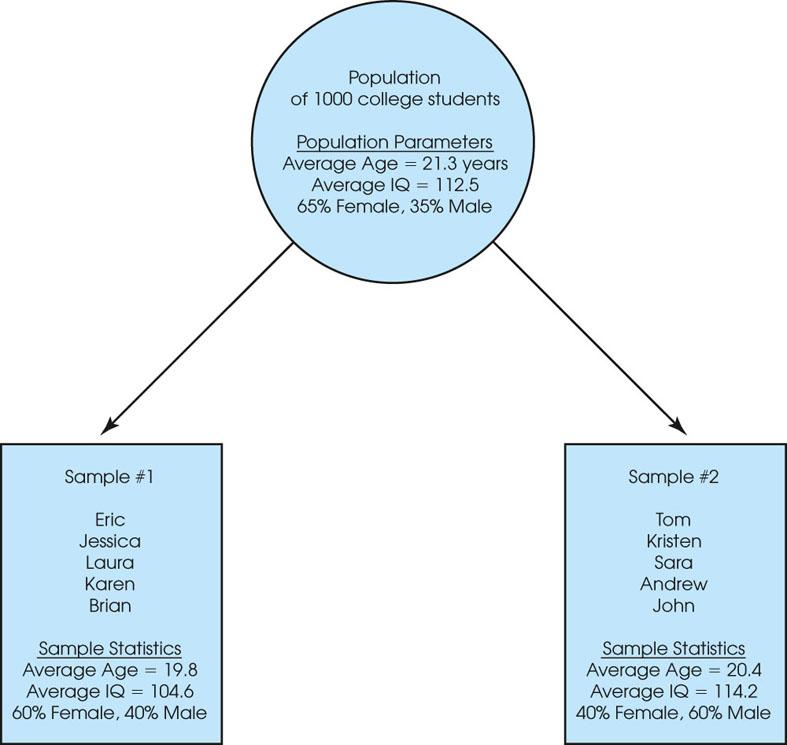 Population
of 1000 college students
Population Parameters
Average Age = 21.3 years
Average IQ = 112.5
65% Female, 35% Male
Sample #1
Eric
Jessica
Laura
Karen
Brian
Sample Statistics
Average Age = 19.8
Average IQ = 104.6
60% Female, 40% Male
Sample #2
Tom
Kristen
Sara
Andrew
John
Sample Statistics
Average Age = 20.4
Average IQ = 114.2
40% Female, 60% Male